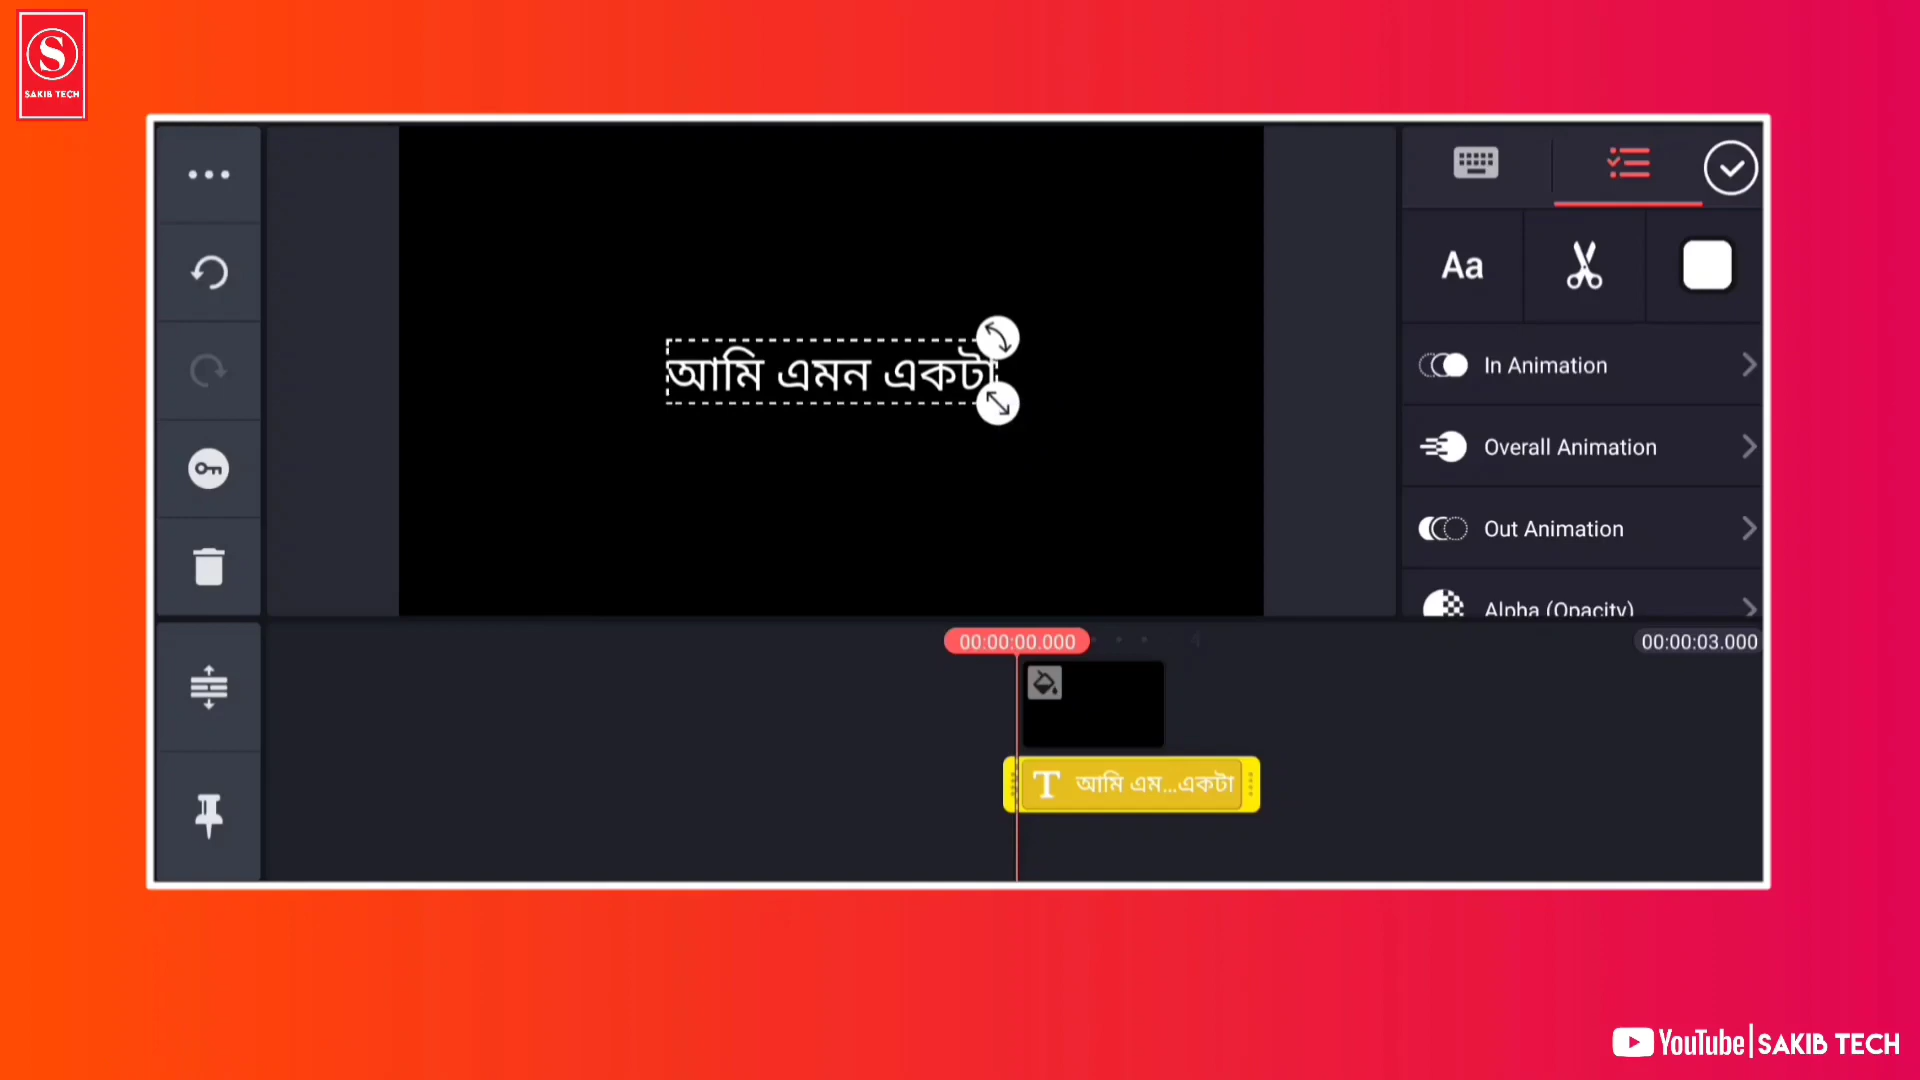 S
SAKIB TECH
আমি এমন একটা
Aa
In Animation
Overall Animation
Out Animation
Alpha (Opacity)
00:00:00.000
4
00:00:03.000
T আমি এম...একটা
YouTube|SAKIB TECH